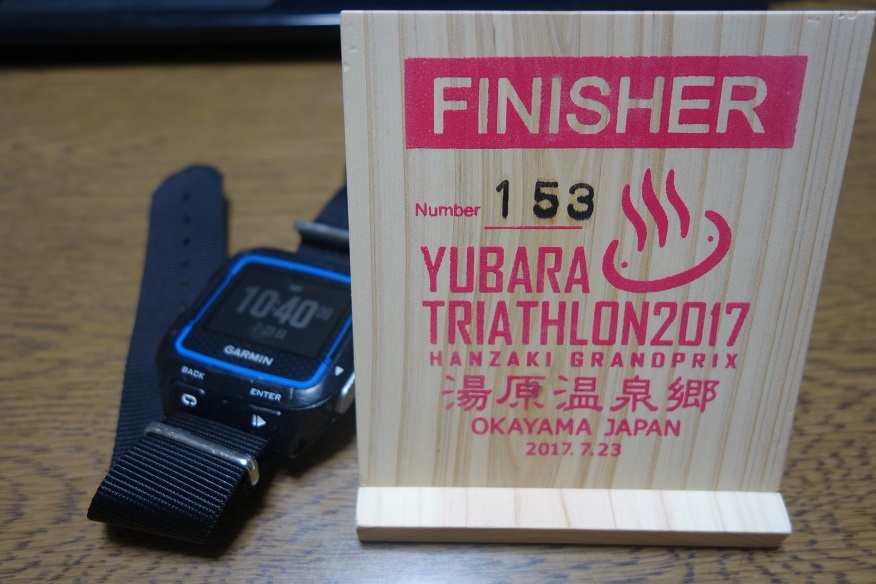 FINISHER
Number 153
YUBARA
TRIATHLON2017
HANZAKI GRANDPRIX
湯原温泉郷
OKAYAMA JAPAN
2017.7.23
10:40
GARMIN
BACK
ENTER